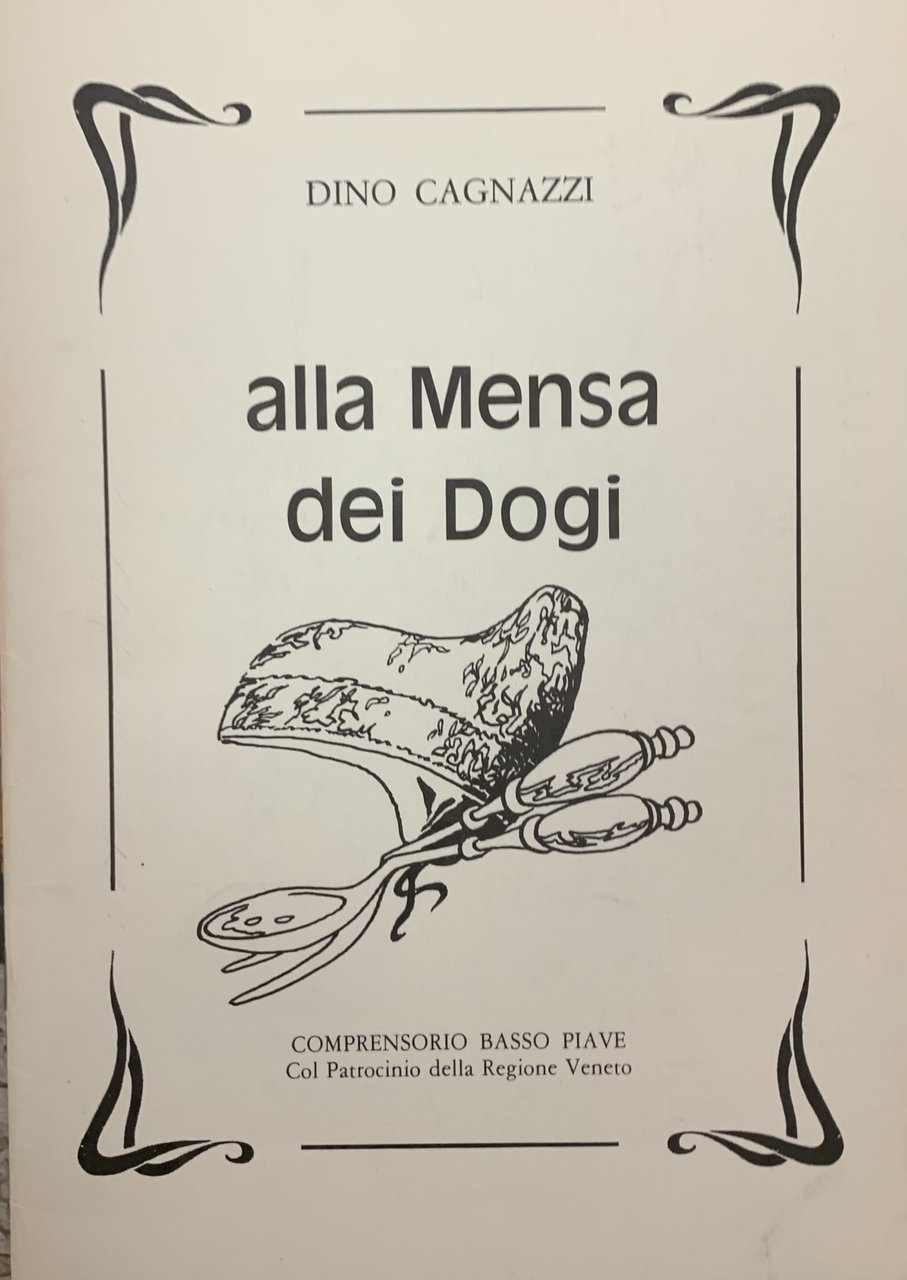 DINO CAGNAZZI
alla Mensa
dei Dogi
COMPRENSORIO BASSO PIAVE
Col Patrocinio della Regione Veneto